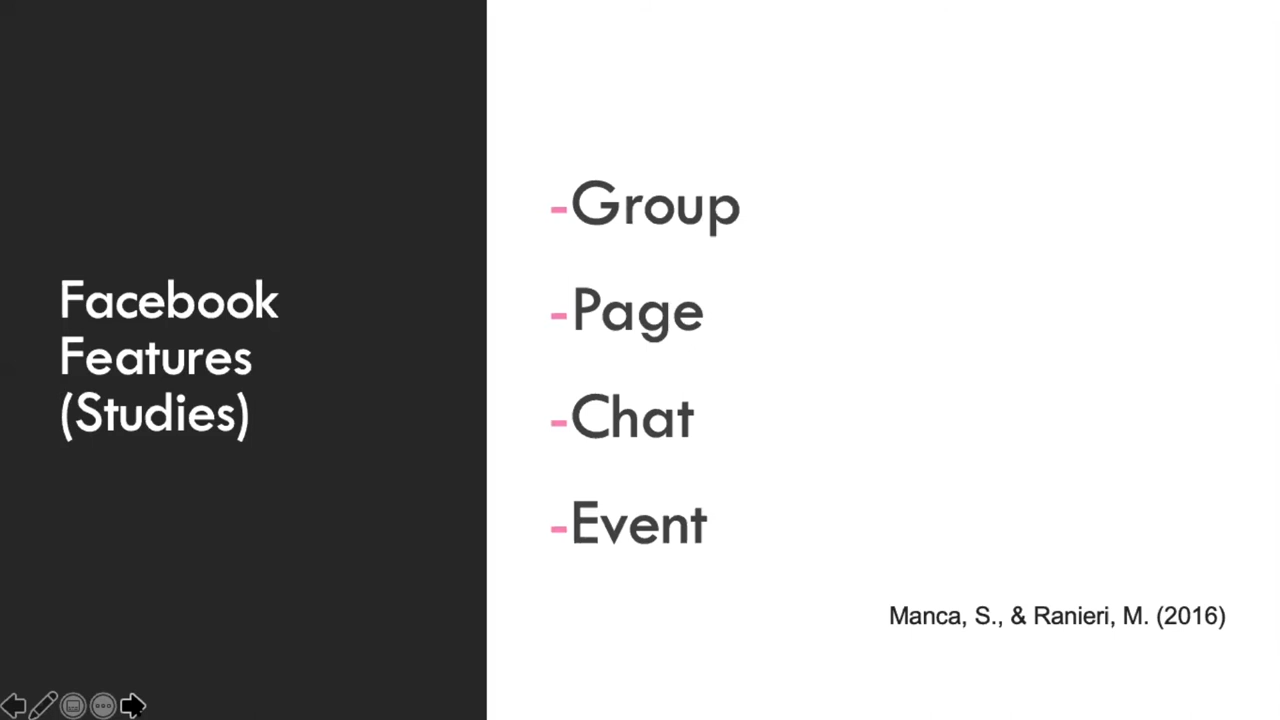 Facebook
Features
(Studies)
-Group
-Page
-Chat
-Event
Manca, S., & Ranieri, M. (2016)